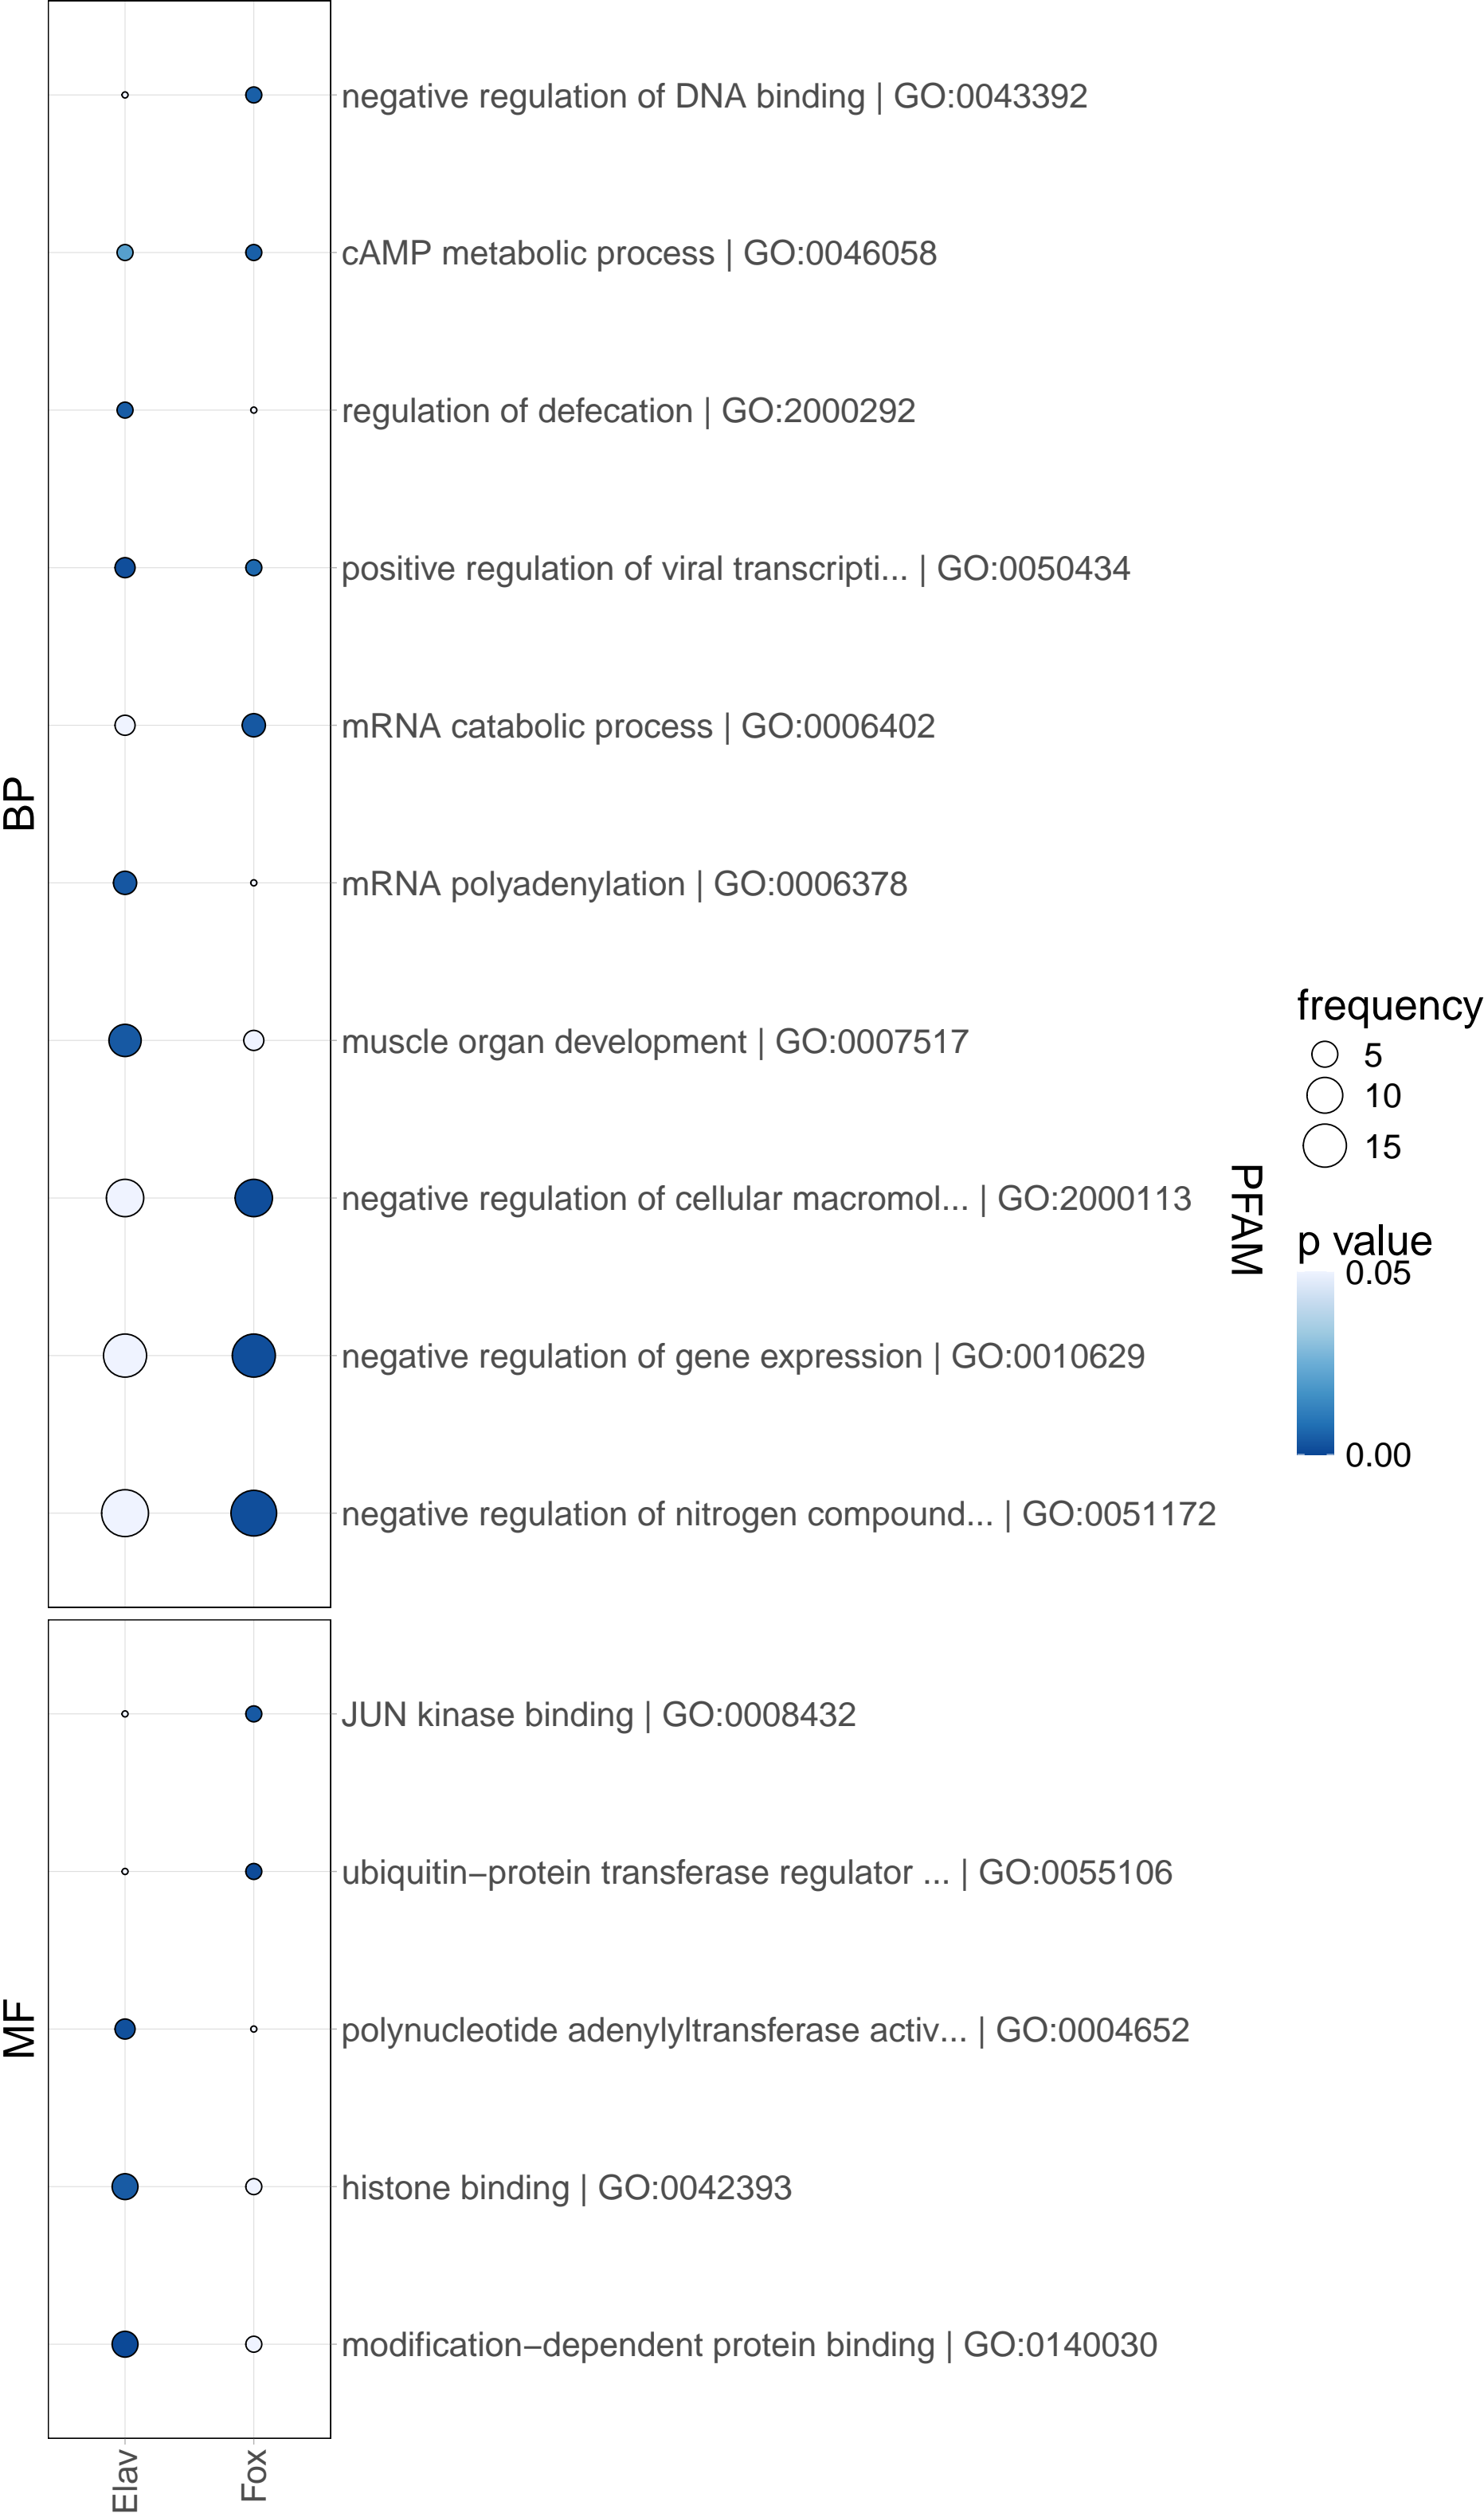 BP
negative regulation of DNA binding | GO:0043392
cAMP metabolic process | GO:0046058
regulation of defecation | GO:2000292
positive regulation of viral transcripti... | GO:0050434
mRNA catabolic process | GO:0006402
mRNA polyadenylation | GO:0006378
muscle organ development | GO:0007517
negative regulation of cellular macromol... | GO:2000113
negative regulation of gene expression | GO:0010629
negative regulation of nitrogen compound... | GO:0051172
MF
JUN kinase binding | GO:0008432
ubiquitin−protein transferase regulator ... | GO:0055106
polynucleotide adenylyltransferase activ... | GO:0004652
histone binding | GO:0042393
modification−dependent protein binding | GO:0140030
Elav
Fox
PFAM
frequency
5
10
15
p value
0.05
0.00